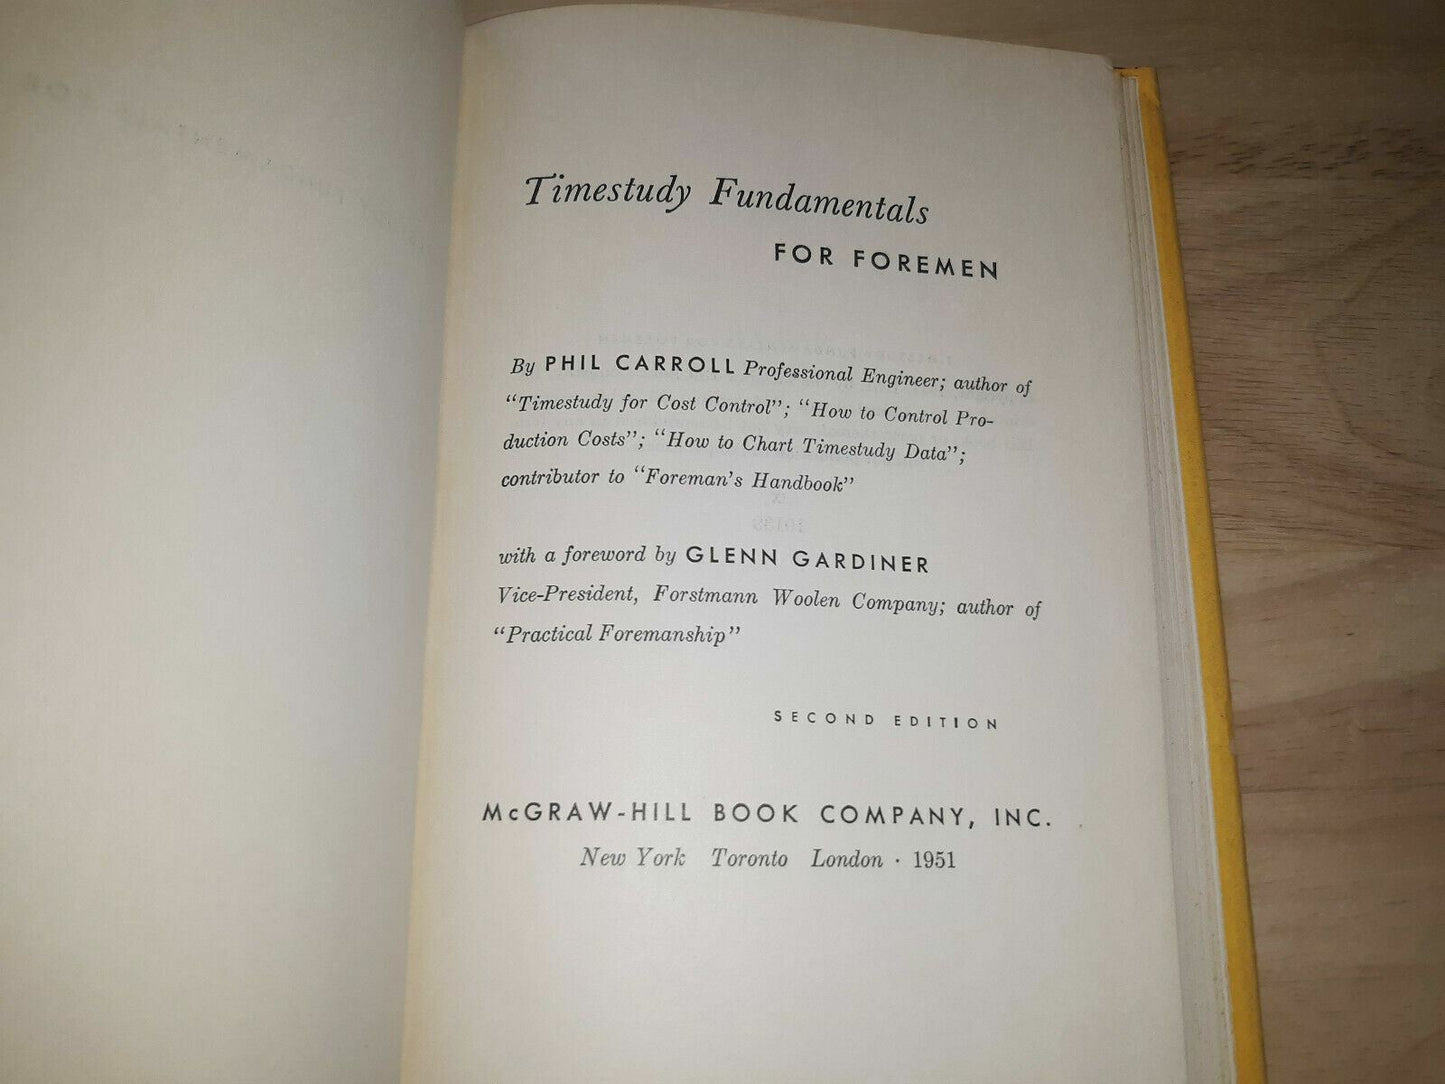 Timestudy Fundamentals
FOR FOREMEN
By PHIL CARROLL Professional Engineer; author of
“Timestudy for Cost Control”; “How to Control Pro-
duction Costs”; “How to Chart Timestudy Data”;
contributor to “Foreman’s Handbook”
with a foreword by GLENN GARDINER
Vice-President, Forstmann Woolen Company; author of
“Practical Foremanship”
SECOND EDITION
McGRAW-HILL BOOK COMPANY, INC.
New York Toronto London · 1951